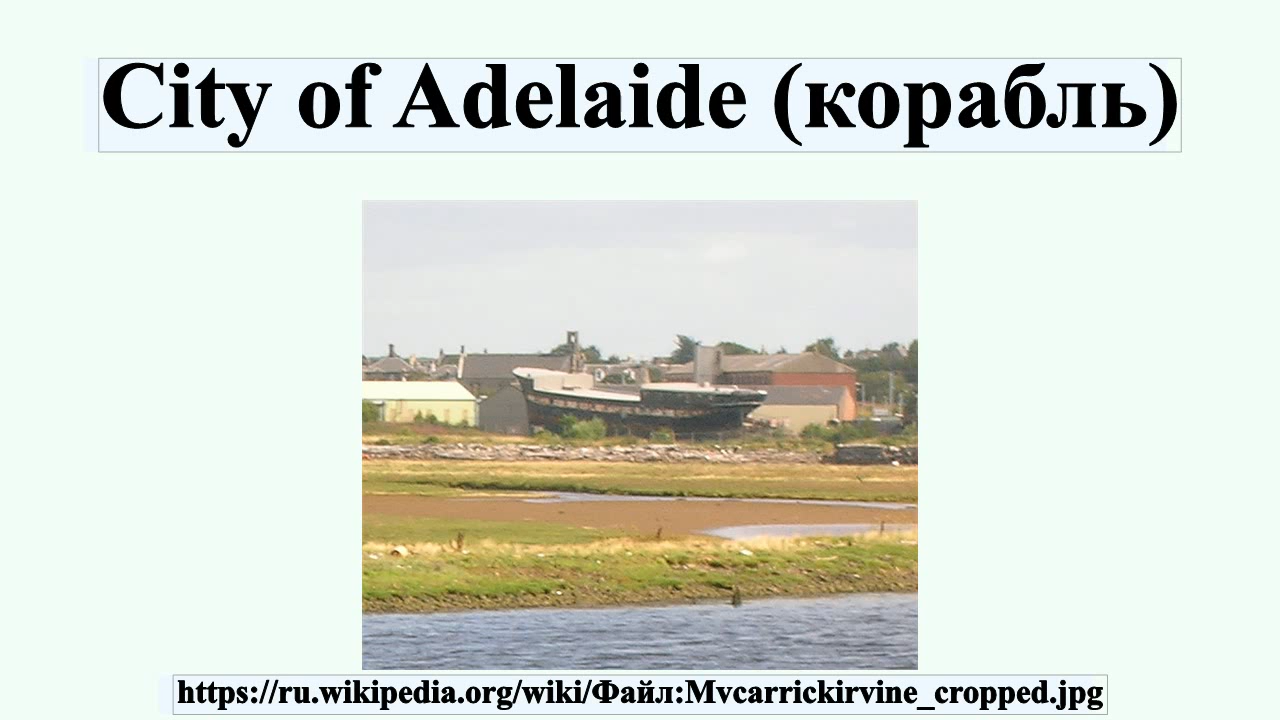 City of Adelaide (корабль)
https://ru.wikipedia.org/wiki/Файл:Mvcarrickirvine_cropped.jpg